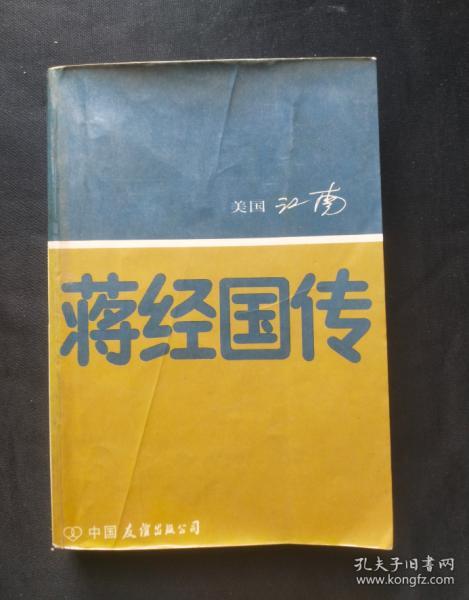 美国 江南
蒋经国传
中国友谊出版公司
孔夫子旧书网
www.kongfz.com